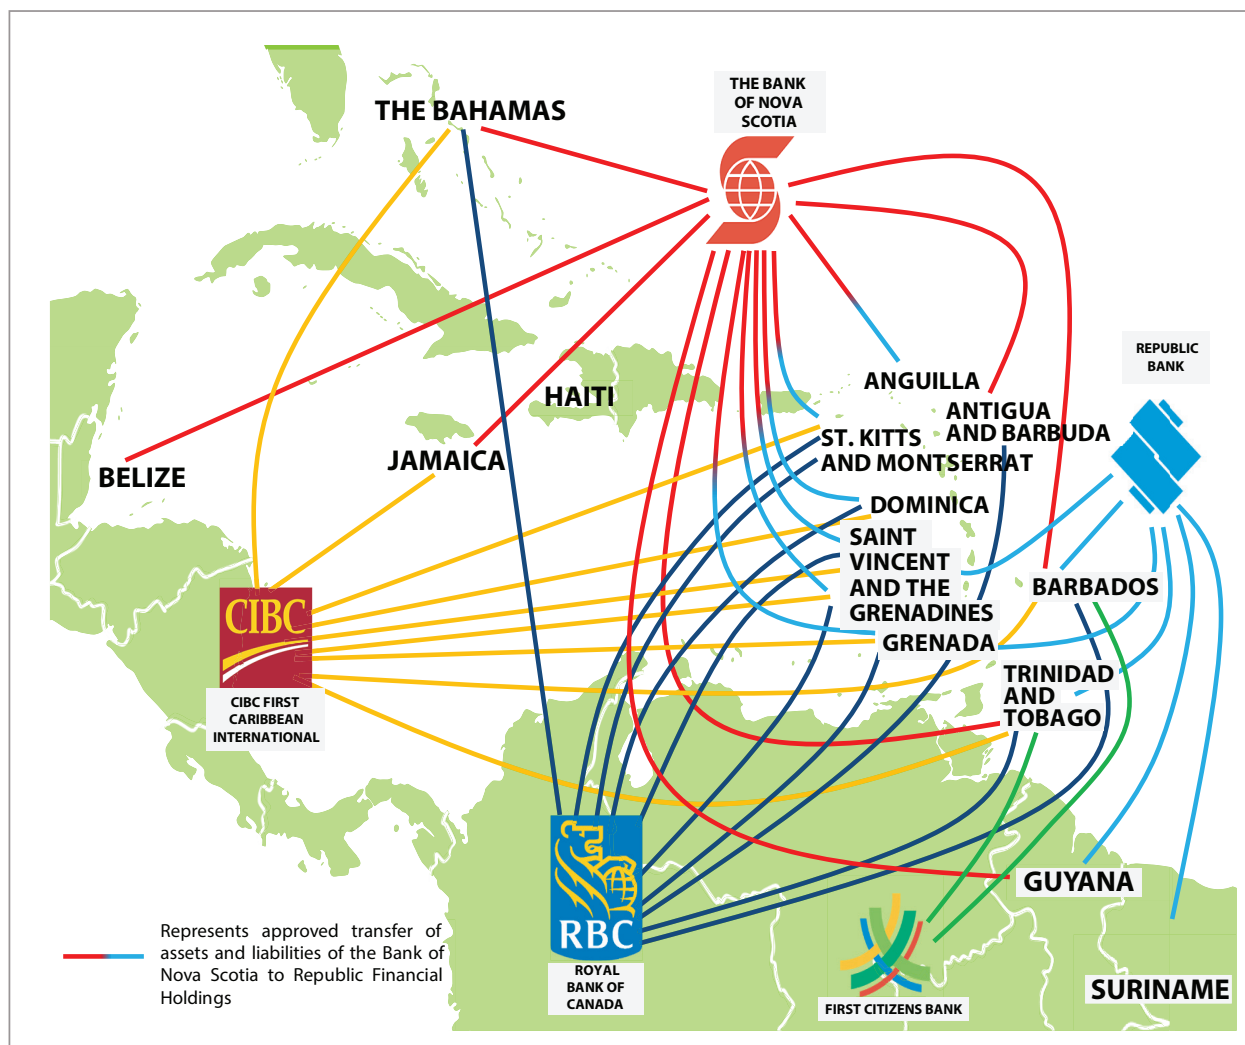 THE BAHAMAS
THE BANK
OF NOVA
SCOTIA
REPUBLIC
BANK
ANGUILLA
HAITI
ANTIGUA
AND BARBUDA
ST. KITTS
AND MONTSERRAT
JAMAICA
BELIZE
DOMINICA
SAINT
VINCENT
AND THE
GRENADINES
BARBADOS
GRENADA
CIBC
CIBC FIRST
CARIBBEAN
INTERNATIONAL
TRINIDAD
AND
TOBAGO
GUYANA
RBC
ROYAL
BANK OF
CANADA
FIRST CITIZENS BANK
SURINAME
Represents approved transfer of
assets and liabilities of the Bank of
Nova Scotia to Republic Financial
Holdings